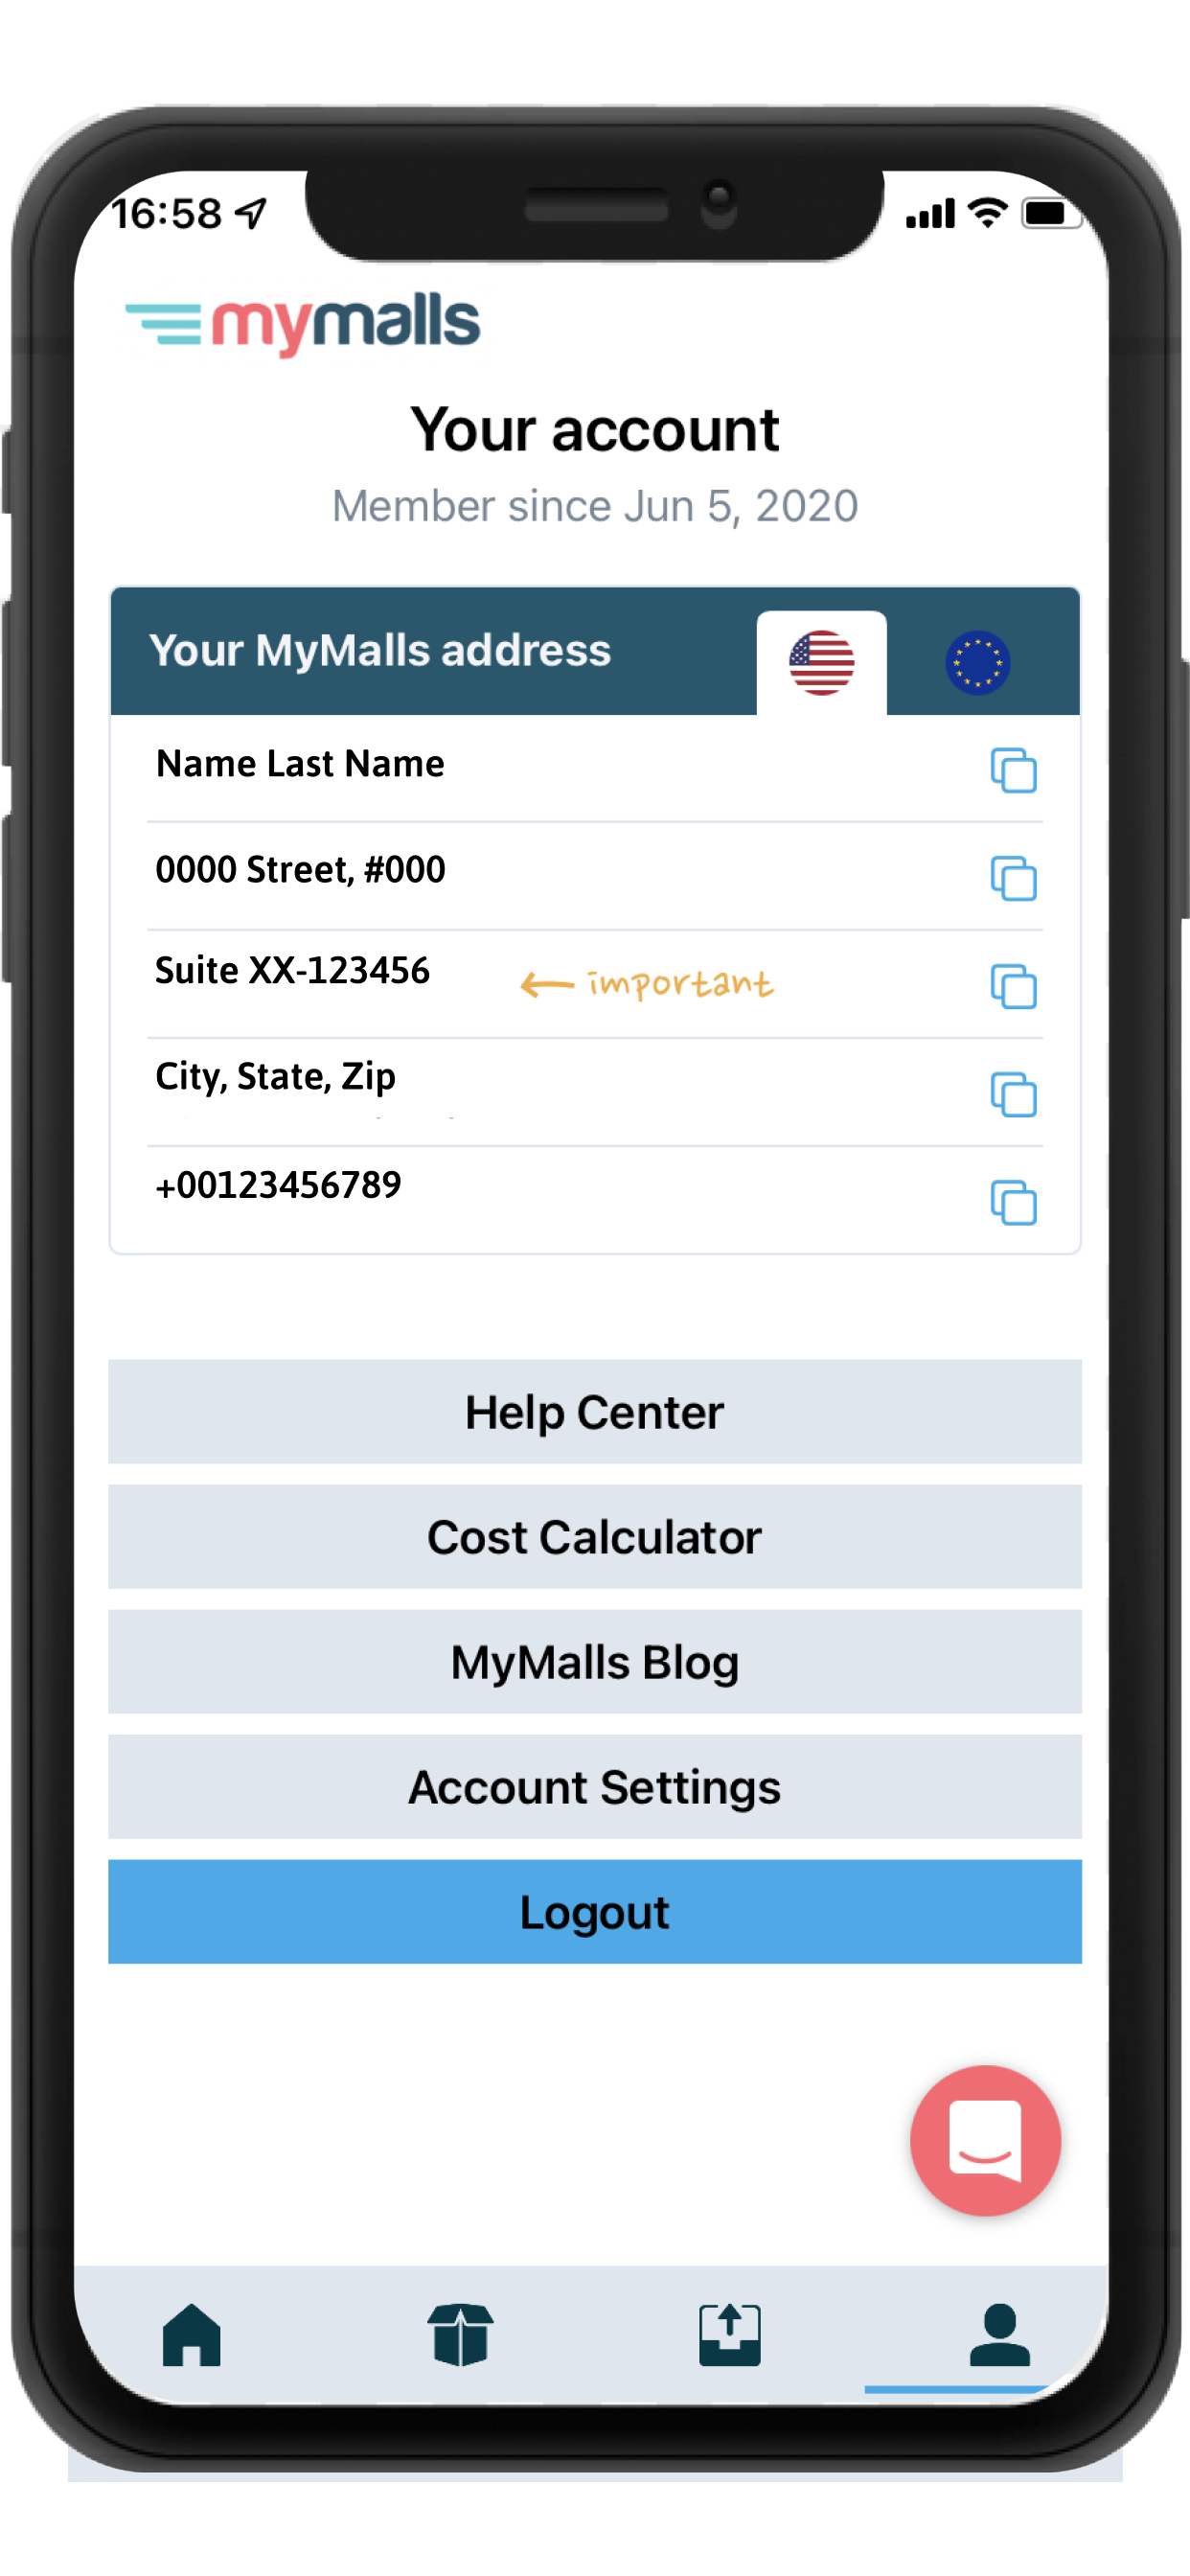 16:58
mymalls
Your account
Member since Jun 5, 2020
Your MyMalls address
Name Last Name
0000 Street, #000
Suite XX-123456 ← important
City, State, Zip
+00123456789
Help Center
Cost Calculator
MyMalls Blog
Account Settings
Logout